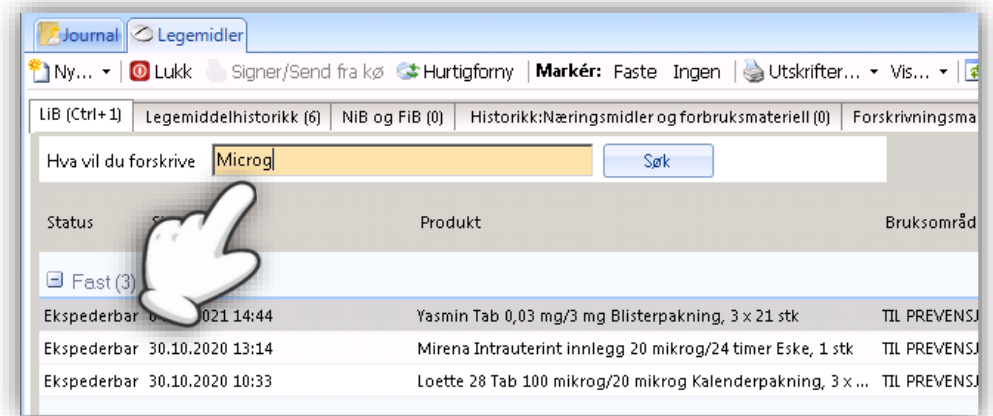 Journal Legemidler
Ny... Lukk Signer/Send fra kø Hurtigforny Markér: Faste Ingen Utskrifter... Vis...
LiB (Ctrl+1) Legemiddelhistorikk (6) NiB og FiB (0) Historikk:Næringsmidler og forbruksmateriell (0) Forskrivningsma
Hva vil du forskrive Microg Søk
Status Produkt Bruksområd
Fast (3)
Ekspederbar 021 14:44 Yasmin Tab 0,03 mg/3 mg Blisterpakning, 3 x 21 stk TIL PREVENSJ
Ekspederbar 30.10.2020 13:14 Mirena Intrauterint innlegg 20 mikrog/24 timer Eske, 1 stk TIL PREVENSJ
Ekspederbar 30.10.2020 10:33 Loette 28 Tab 100 mikrog/20 mikrog Kalenderpakning, 3 x ... TIL PREVENSJ